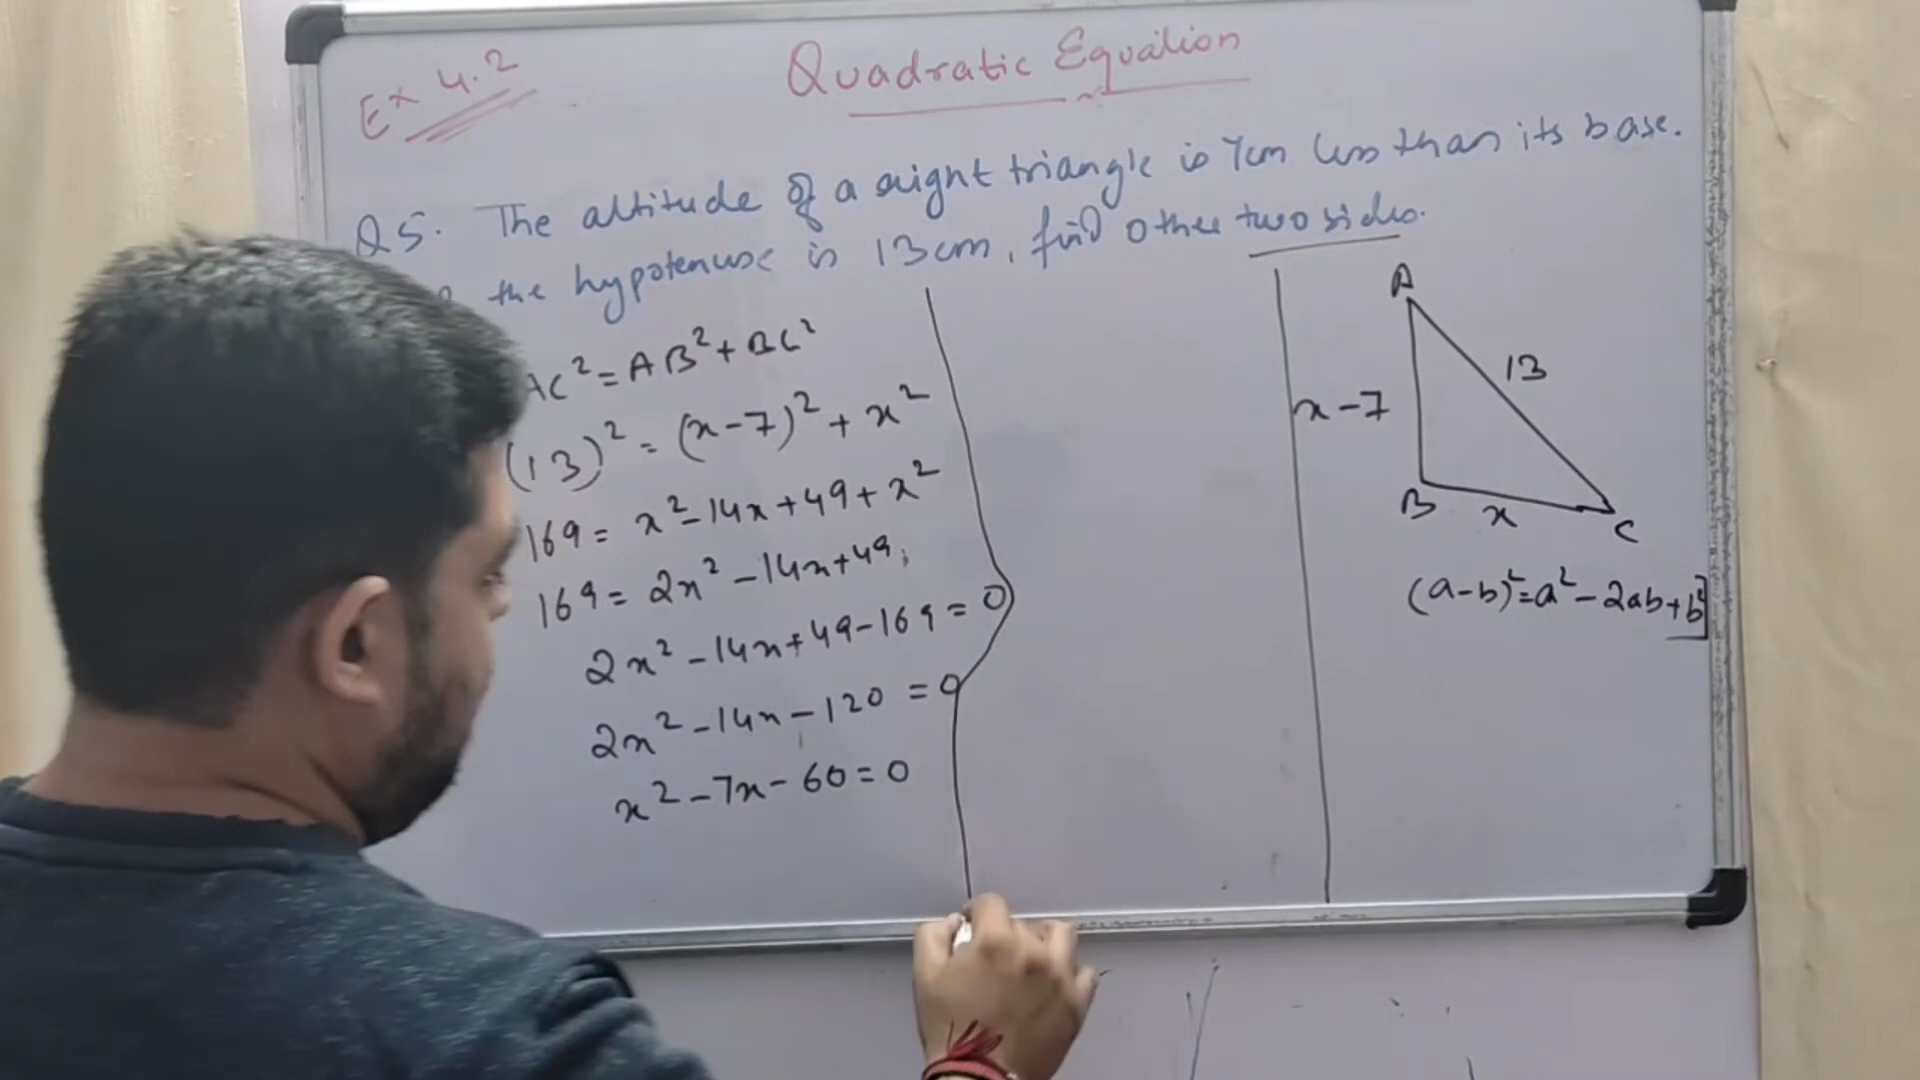 Ex 4.2
Quadratic Equation
Q5. The altitude of a right triangle is 7cm less than its base.
the hypotenuse is 13cm, find other two sides.
AC²=AB²+BC²
(13)²=(x-7)²+x²
169=x²-14x+49+x²
169=2x²-14x+49
2x²-14x+49-169=0
2x²-14x-120=0
x²-7x-60=0
A
13
x-7
B
x
C
(a-b)²=a²-2ab+b²